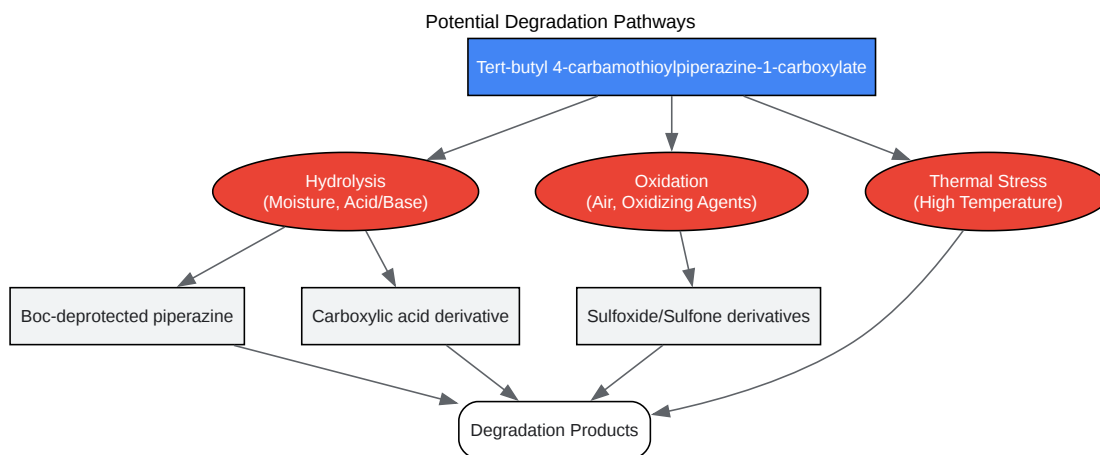 Potential Degradation Pathways
Tert-butyl 4-carbamothioylpiperazine-1-carboxylate
Hydrolysis
(Moisture, Acid/Base)
Oxidation
(Air, Oxidizing Agents)
Thermal Stress
(High Temperature)
Boc-deprotected piperazine
Carboxylic acid derivative
Sulfoxide/Sulfone derivatives
Degradation Products